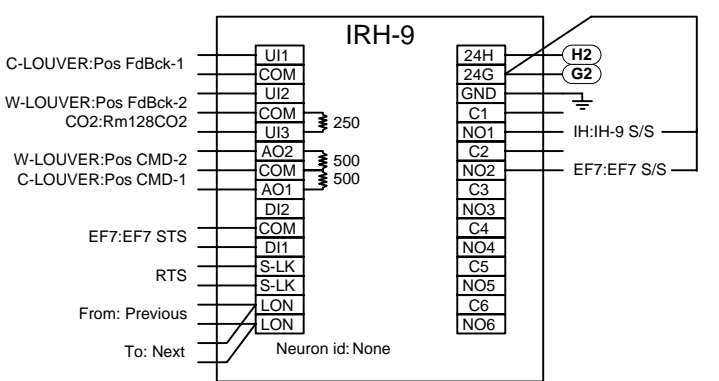 IRH-9
C-LOUVER:Pos FdBck-1
W-LOUVER:Pos FdBck-2
CO2:Rm128CO2
W-LOUVER:Pos CMD-2
C-LOUVER:Pos CMD-1
EF7:EF7 STS
RTS
From: Previous
To: Next
UI1
COM
UI2
COM
UI3
AO2
COM
AO1
DI2
COM
DI1
S-LK
S-LK
LON
LON
250
500
500
24H
24G
GND
C1
NO1
C2
NO2
C3
NO3
C4
NO4
C5
NO5
C6
NO6
H2
G2
IH:IH-9 S/S
EF7:EF7 S/S
Neuron id: None